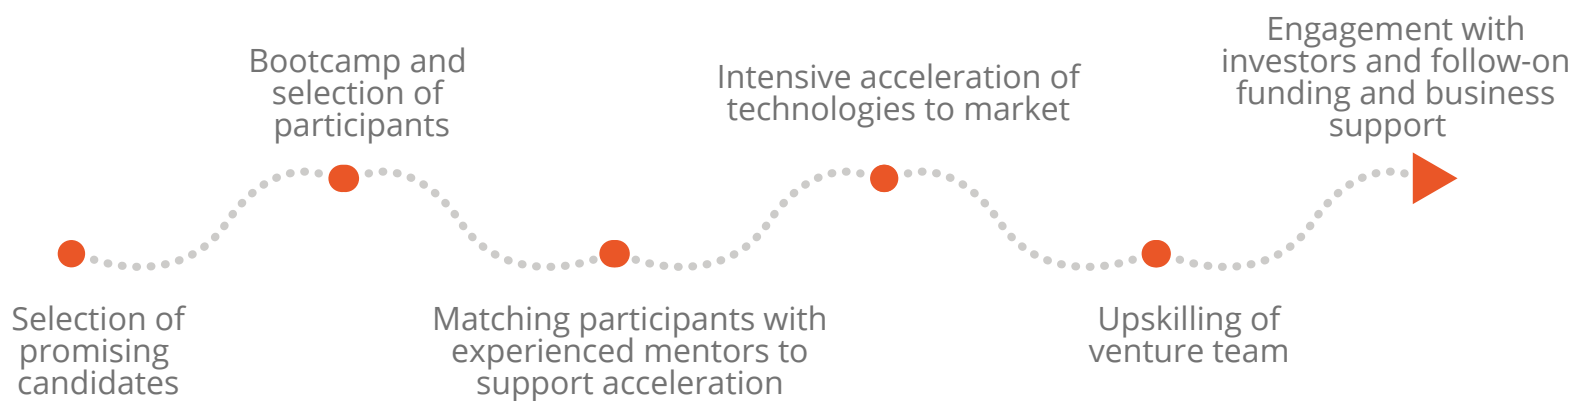 Selection of
promising
candidates
Bootcamp and
selection of
participants
Matching participants with
experienced mentors to
support acceleration
Intensive acceleration of
technologies to market
Upskilling of
venture team
Engagement with
investors and follow-on
funding and business
support